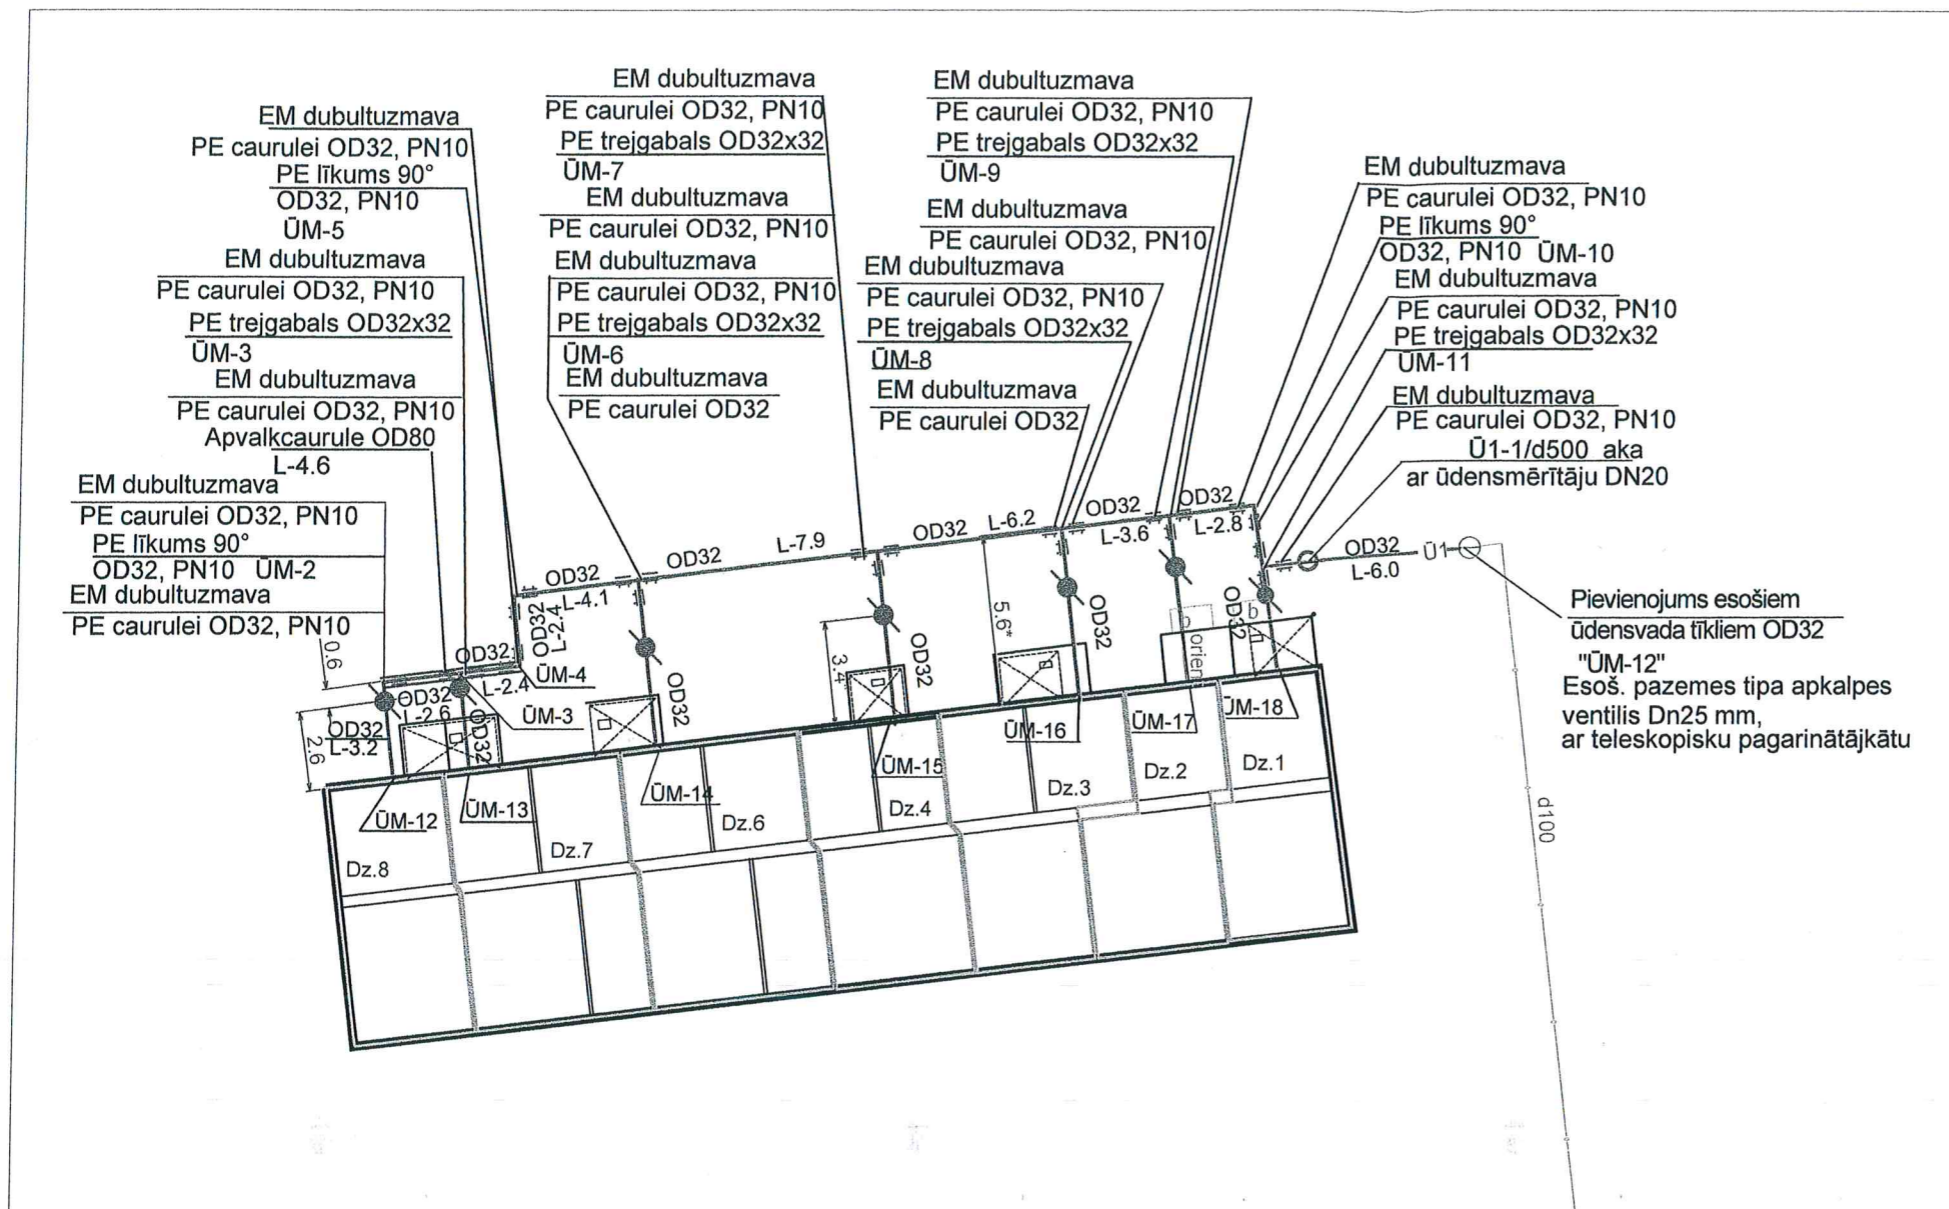 EM dubultuzmava
PE caurulei OD32, PN10
PE līkums 90°
OD32, PN10
ŪM-5
EM dubultuzmava
PE caurulei OD32, PN10
PE trejgabals OD32x32
ŪM-3
EM dubultuzmava
PE caurulei OD32, PN10
Apvalkcaurule OD80
L-4.6
EM dubultuzmava
PE caurulei OD32, PN10
PE līkums 90°
OD32, PN10 ŪM-2
EM dubultuzmava
PE caurulei OD32, PN10
EM dubultuzmava
PE caurulei OD32, PN10
PE trejgabals OD32x32
ŪM-7
EM dubultuzmava
PE caurulei OD32, PN10
EM dubultuzmava
PE caurulei OD32, PN10
PE trejgabals OD32x32
ŪM-6
EM dubultuzmava
PE caurulei OD32
EM dubultuzmava
PE caurulei OD32, PN10
PE trejgabals OD32x32
ŪM-9
EM dubultuzmava
PE caurulei OD32, PN10
EM dubultuzmava
PE caurulei OD32, PN10
PE trejgabals OD32x32
ŪM-8
EM dubultuzmava
PE caurulei OD32
EM dubultuzmava
PE caurulei OD32, PN10
PE līkums 90°
OD32, PN10 ŪM-10
EM dubultuzmava
PE caurulei OD32, PN10
PE trejgabals OD32x32
ŪM-11
EM dubultuzmava
PE caurulei OD32, PN10
Ū1-1/d500 aka
ar ūdensmērītāju DN20
OD32
L-6.0
Ū1
Pievienojums esošiem
ūdensvada tīkliem OD32
"ŪM-12"
Esoš. pazemes tipa apkalpes
ventilis Dn25 mm,
ar teleskopisku pagarinātājkātu
d100
OD32
L-2.8
OD32
L-3.6
OD32
L-6.2
OD32
L-7.9
OD32
L-4.1
OD32
L-2.4
OD32
L-2.4
OD32
L-2.6
OD32
L-3.2
0.6
2.6
3.4
5.6*
OD32
OD32
OD32
OD32
OD32
b
b
orien
ŪM-4
ŪM-3
ŪM-12
ŪM-13
ŪM-14
ŪM-15
ŪM-16
ŪM-17
ŪM-18
Dz.8
Dz.7
Dz.6
Dz.4
Dz.3
Dz.2
Dz.1